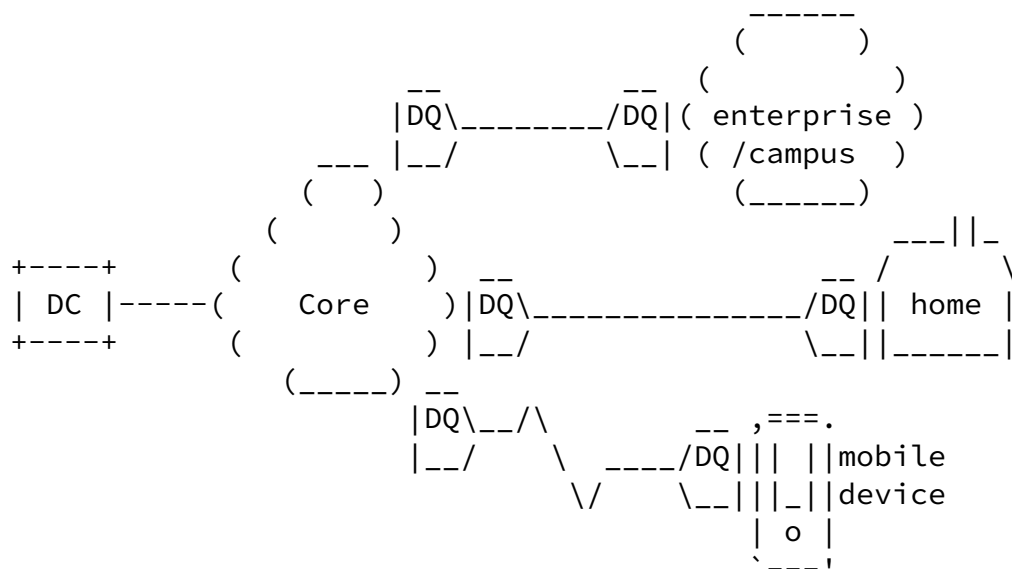 DQ DQ enterprise
/campus
DC Core DQ DQ home
DQ
DQ mobile
device
o